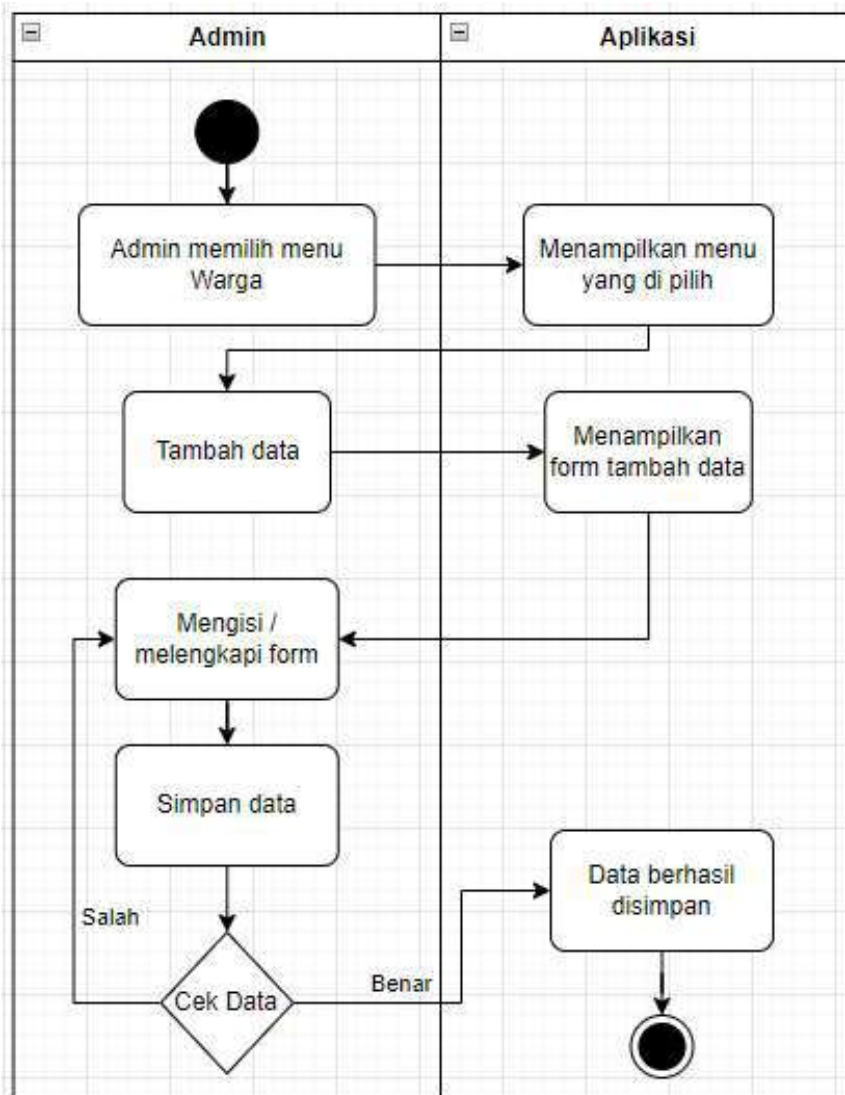 Admin
Aplikasi
Admin memilih menu
Warga
Menampilkan menu
yang di pilih
Tambah data
Menampilkan
form tambah data
Mengisi /
melengkapi form
Simpan data
Data berhasil
disimpan
Salah
Cek Data
Benar